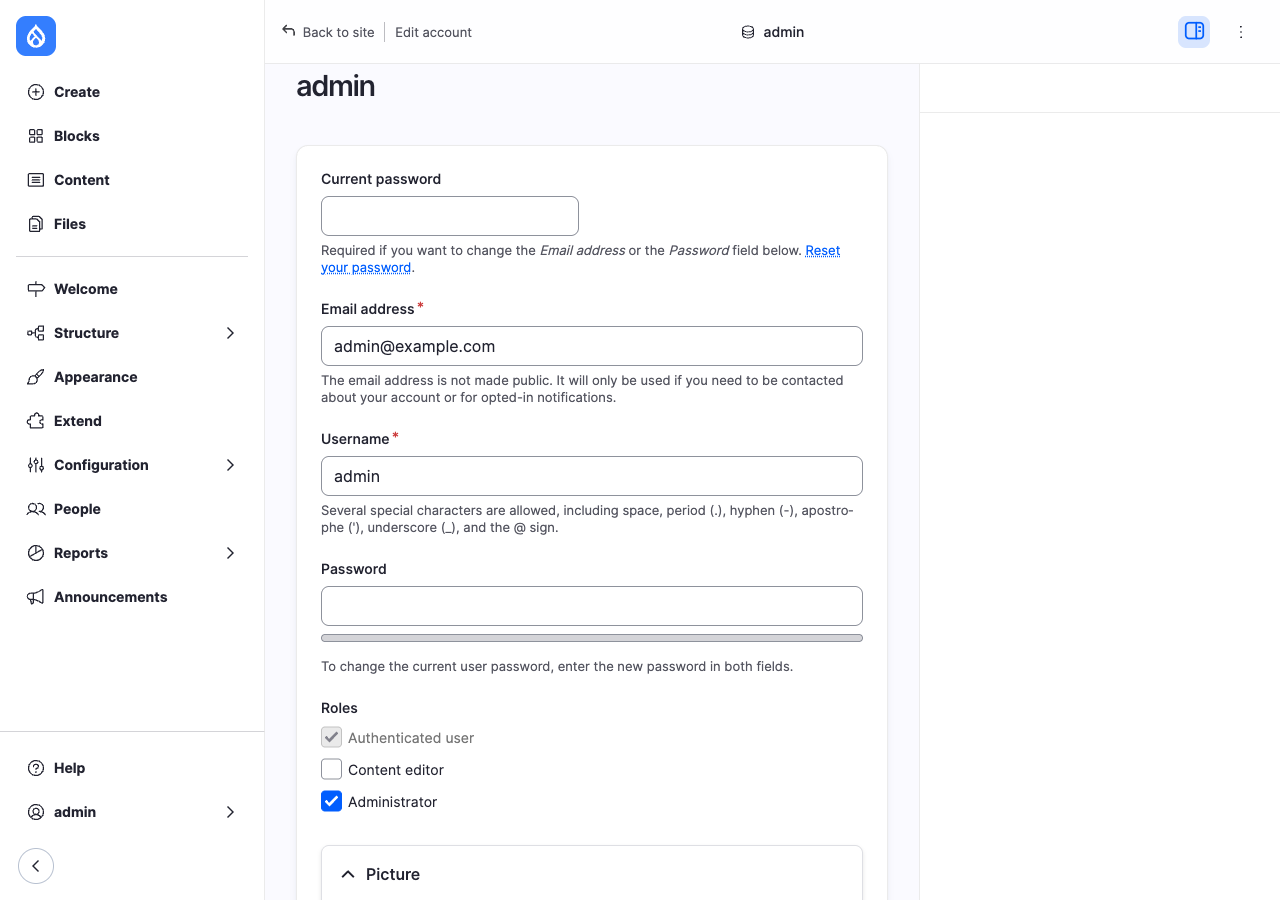 Create
Blocks
Content
Files
Welcome
Structure
Appearance
Extend
Configuration
People
Reports
Announcements
Help
admin
Back to site
Edit account
admin
admin
Current password
Required if you want to change the Email address or the Password field below. Reset
your password.
Email address*
admin@example.com
The email address is not made public. It will only be used if you need to be contacted
about your account or for opted-in notifications.
Username*
admin
Several special characters are allowed, including space, period (.), hyphen (-), apostro-
phe ('), underscore (_), and the @ sign.
Password
To change the current user password, enter the new password in both fields.
Roles
Authenticated user
Content editor
Administrator
Picture